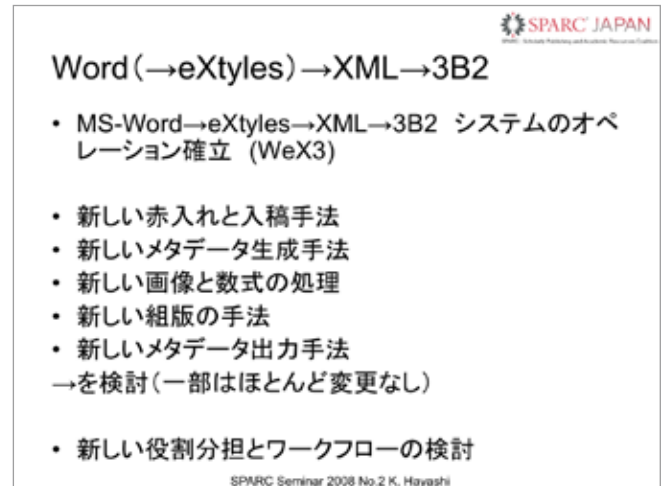 SPARC JAPAN
Word（→eXtyles）→XML→3B2
• MS-Word→eXtyles→XML→3B2 システムのオペ
レーション確立 (WeX3)
• 新しい赤入れと入稿手法
• 新しいメタデータ生成手法
• 新しい画像と数式の処理
• 新しい組版の手法
• 新しいメタデータ出力手法
→を検討（一部はほとんど変更なし）
• 新しい役割分担とワークフローの検討
SPARC Seminar 2008 No.2 K. Hayashi